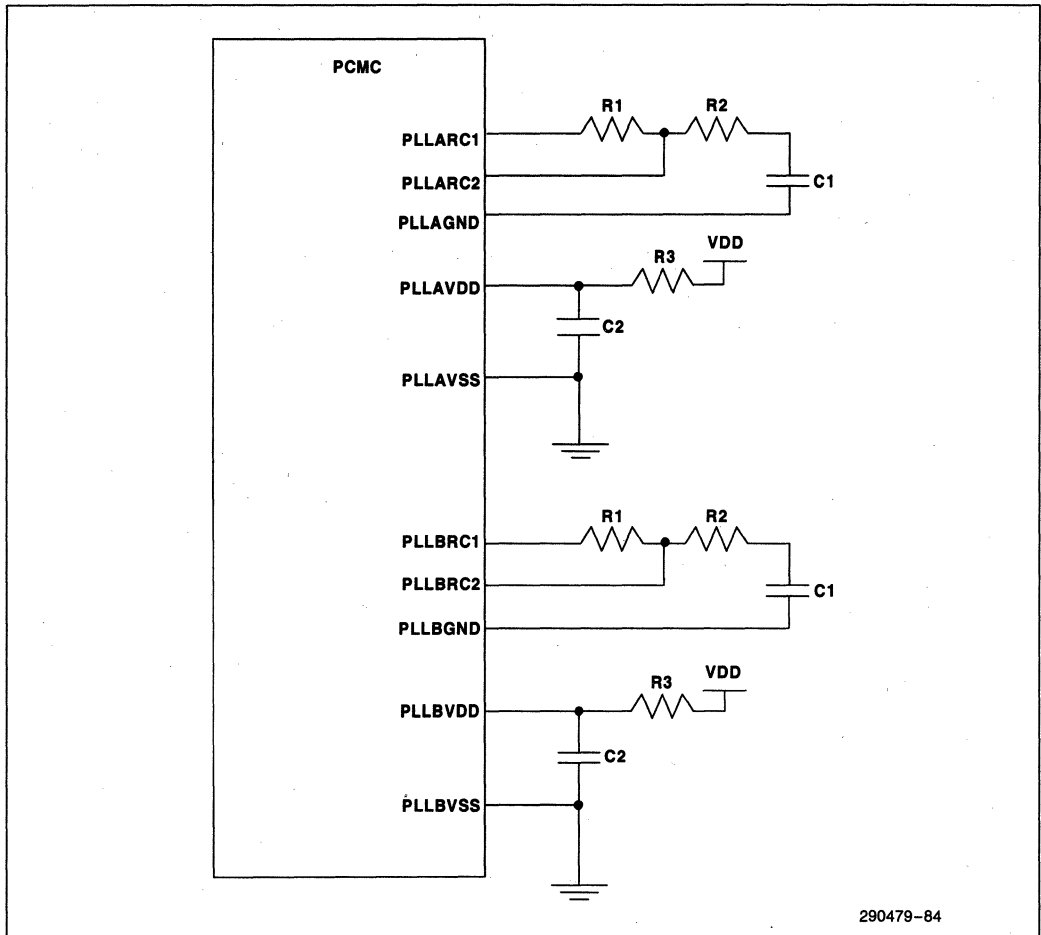 PCMC
R1 R2
PLLARC1
PLLARC2
C1
PLLAGND
VDD
R3
PLLAVDD
C2
PLLAVSS
R1 R2
PLLBRC1
PLLBRC2
C1
PLLBGND
VDD
R3
PLLBVDD
C2
PLLBVSS
290479-84